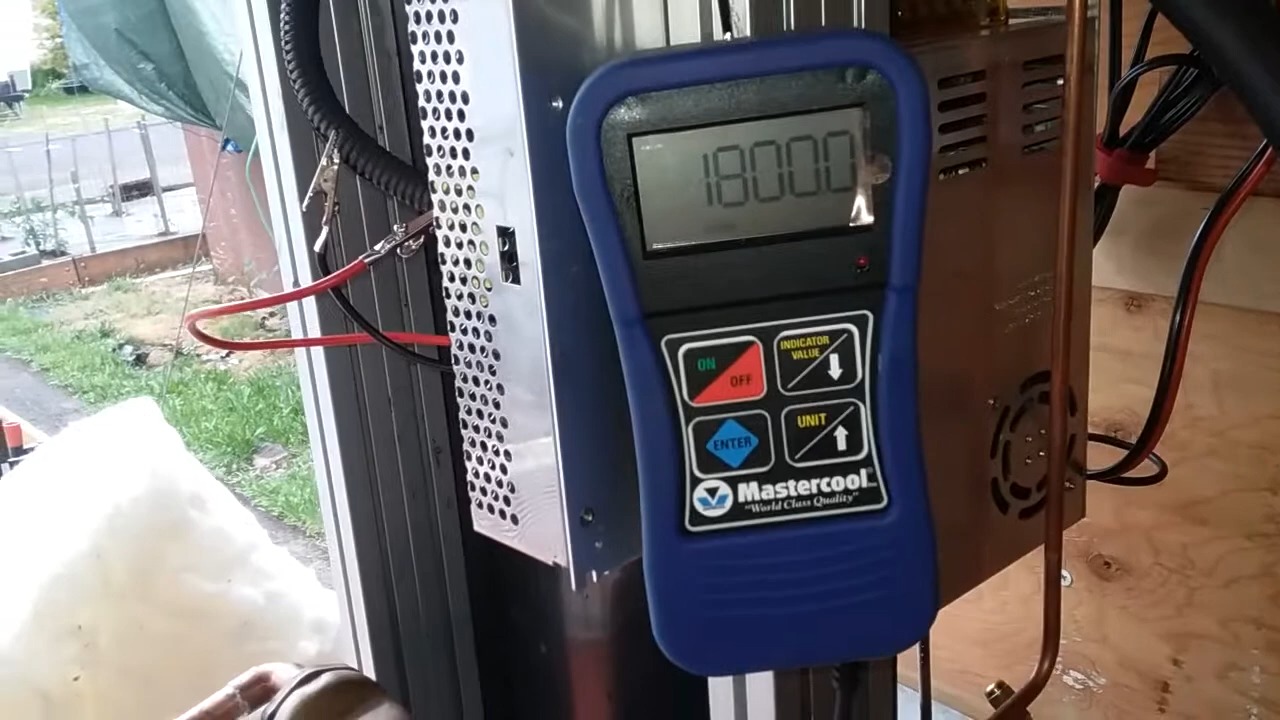 18000
INDICATOR
VALUE
ON
OFF
UNIT
ENTER
Mastercool
"World Class Quality"